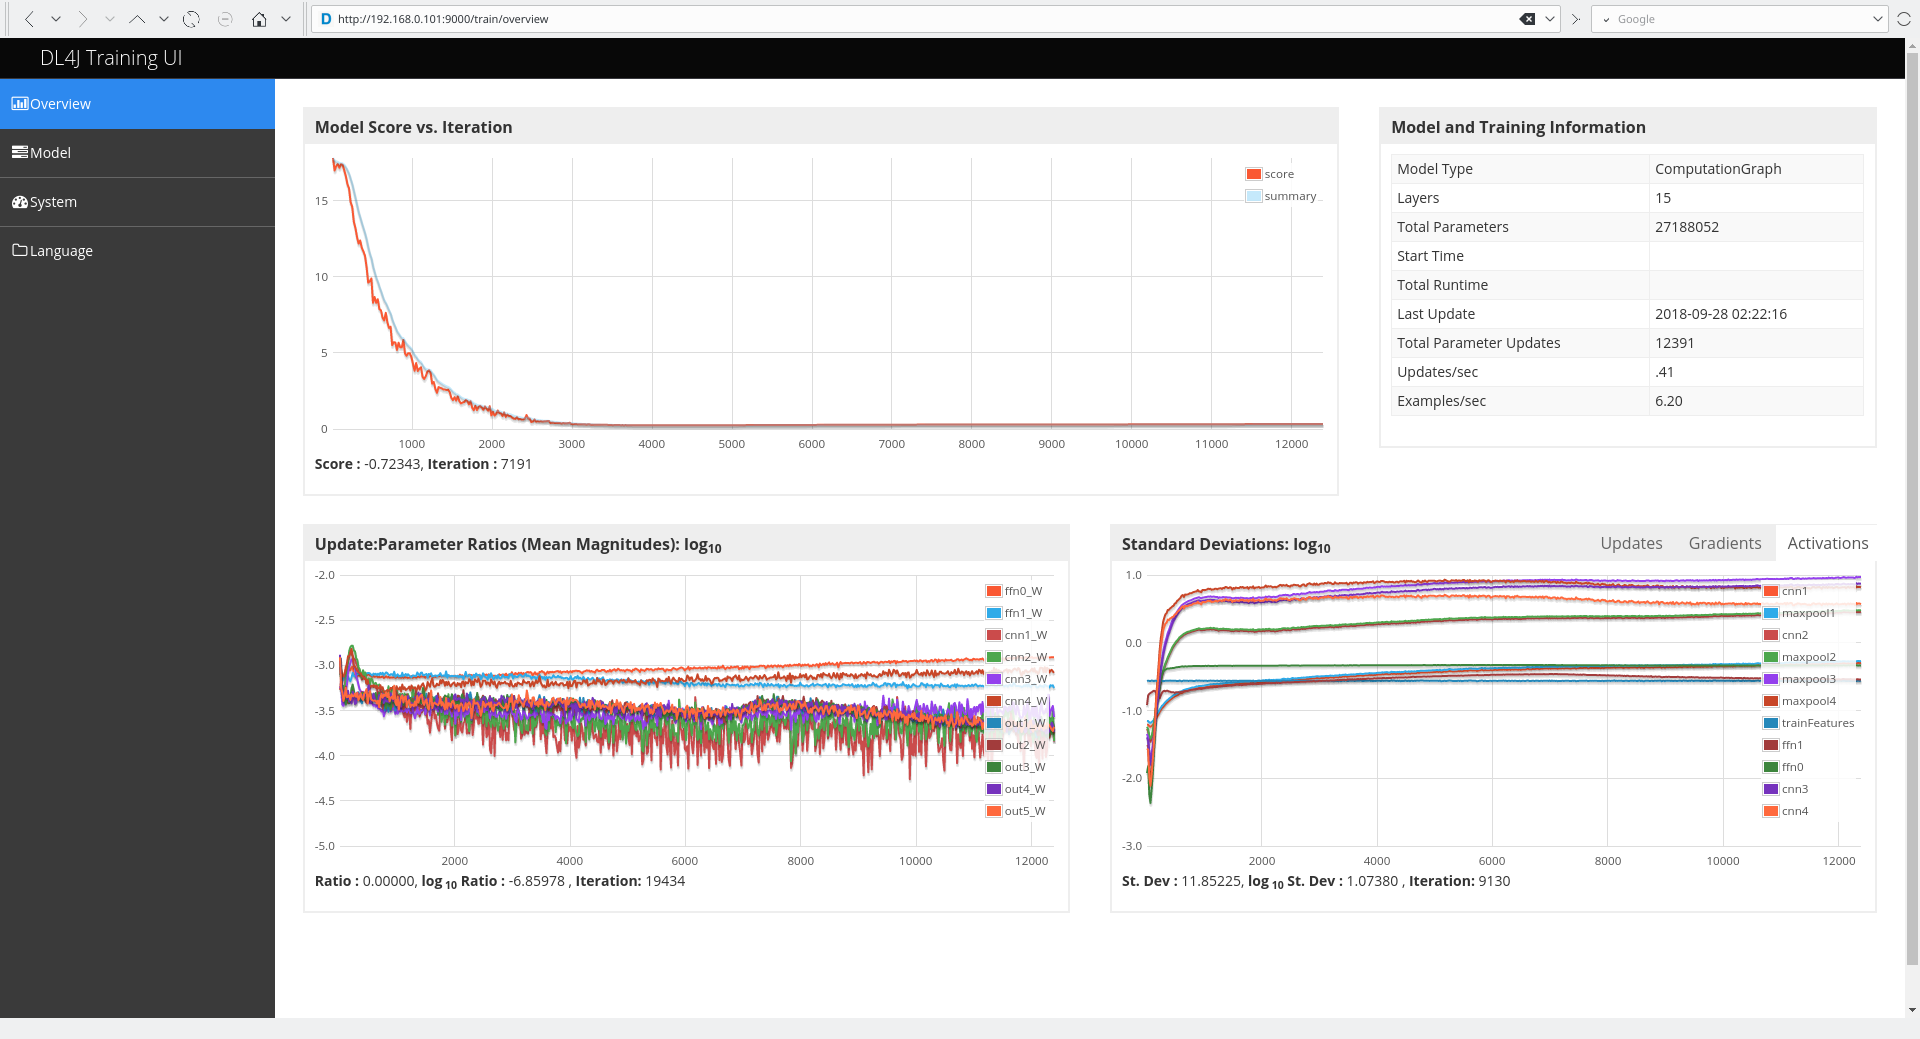 http://192.168.0.101:9000/train/overview
Google
DL4J Training UI
Overview
Model
System
Language
Model Score vs. Iteration
score
summary
15
10
5
0
1000 2000 3000 4000 5000 6000 7000 8000 9000 10000 11000 12000
Score : -0.72343, Iteration : 7191
Model and Training Information
Model Type ComputationGraph
Layers 15
Total Parameters 27188052
Start Time
Total Runtime
Last Update 2018-09-28 02:22:16
Total Parameter Updates 12391
Updates/sec .41
Examples/sec 6.20
Update:Parameter Ratios (Mean Magnitudes): log10
-2.0
-2.5
-3.0
-3.5
-4.0
-4.5
-5.0
ffn0_W
ffn1_W
cnn1_W
cnn2_W
cnn3_W
cnn4_W
out1_W
out2_W
out3_W
out4_W
out5_W
2000 4000 6000 8000 10000 12000
Ratio : 0.00000, log 10 Ratio : -6.85978 , Iteration: 19434
Standard Deviations: log10
Updates Gradients Activations
1.0
0.0
-1.0
-2.0
-3.0
cnn1
maxpool1
cnn2
maxpool2
maxpool3
maxpool4
trainFeatures
ffn1
ffn0
cnn3
cnn4
2000 4000 6000 8000 10000 12000
St. Dev : 11.85225, log 10 St. Dev : 1.07380 , Iteration: 9130